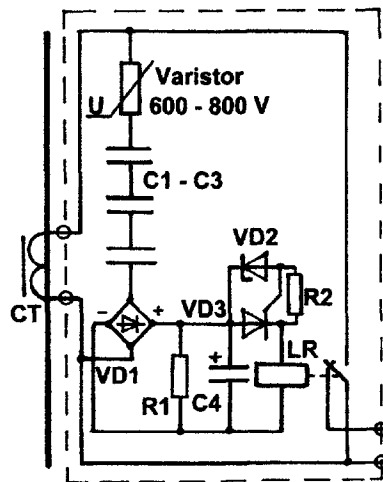 Varistor
U 600 - 800 V
C1 - C3
VD2
CT
- + VD3 R2
VD1
LR
+
R1 C4